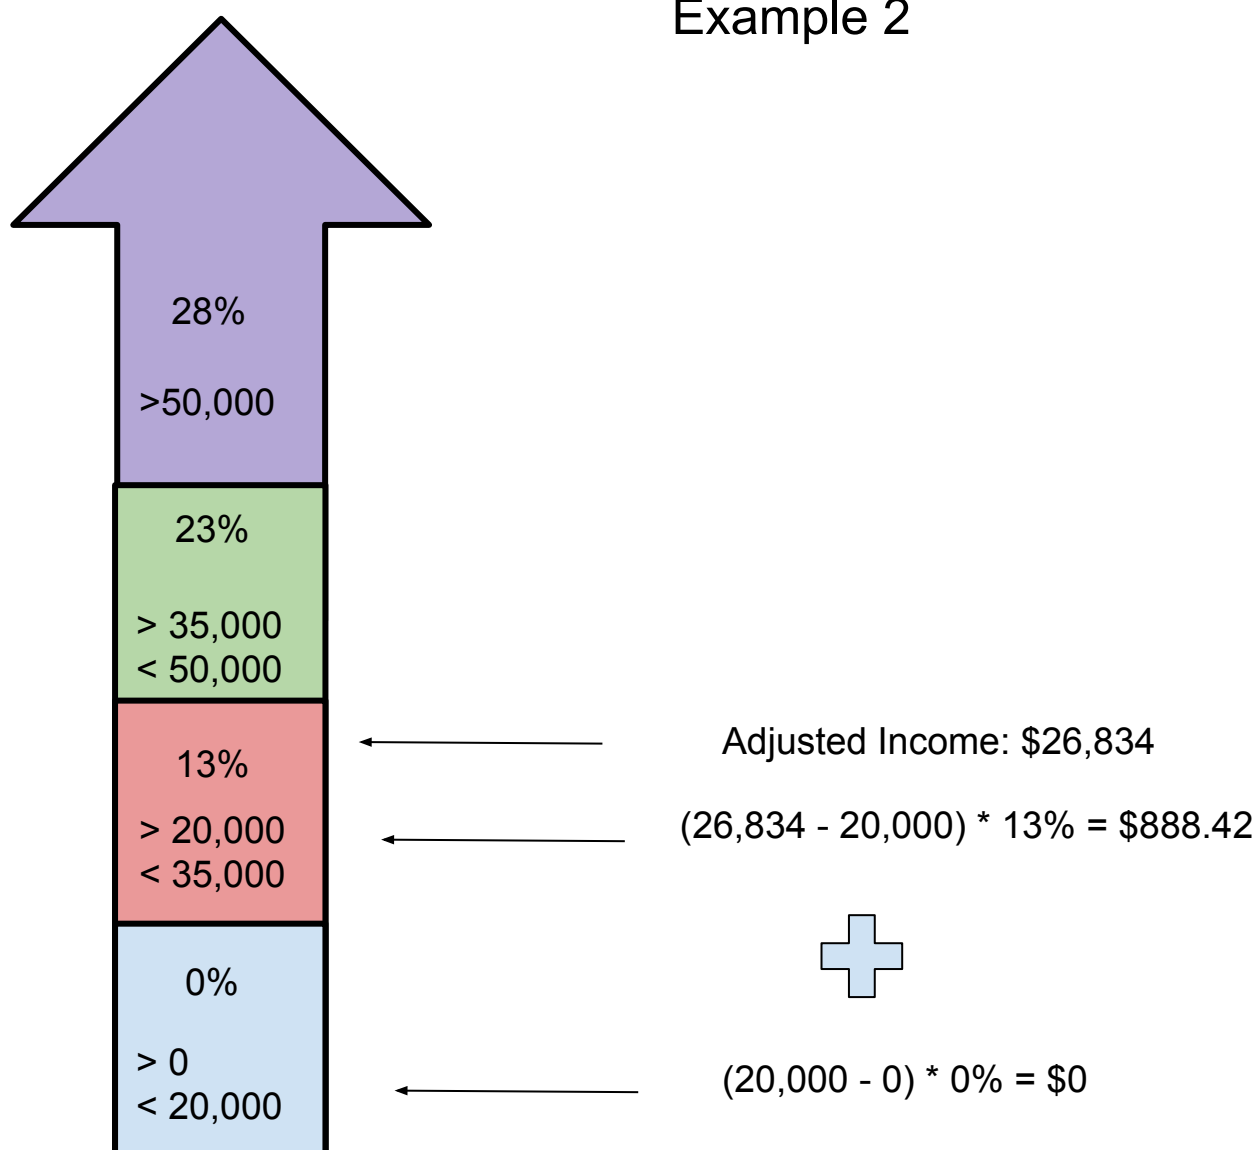 Example 2
28%
>50,000
23%
> 35,000
< 50,000
13%
> 20,000
< 35,000
0%
> 0
< 20,000
Adjusted Income: $26,834
(26,834 - 20,000) * 13% = $888.42
(20,000 - 0) * 0% = $0